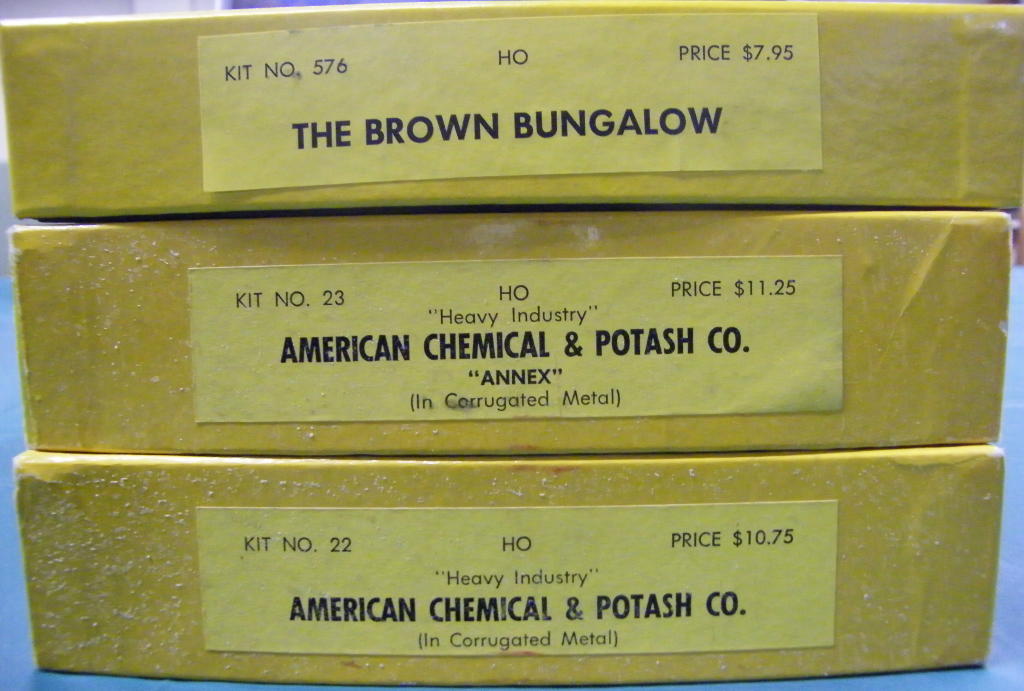 KIT NO. 576 HO PRICE $7.95
THE BROWN BUNGALOW
KIT NO. 23 HO PRICE $11.25
"Heavy Industry"
AMERICAN CHEMICAL & POTASH CO.
"ANNEX"
(In Corrugated Metal)
KIT NO. 22 HO PRICE $10.75
"Heavy Industry"
AMERICAN CHEMICAL & POTASH CO.
(In Corrugated Metal)